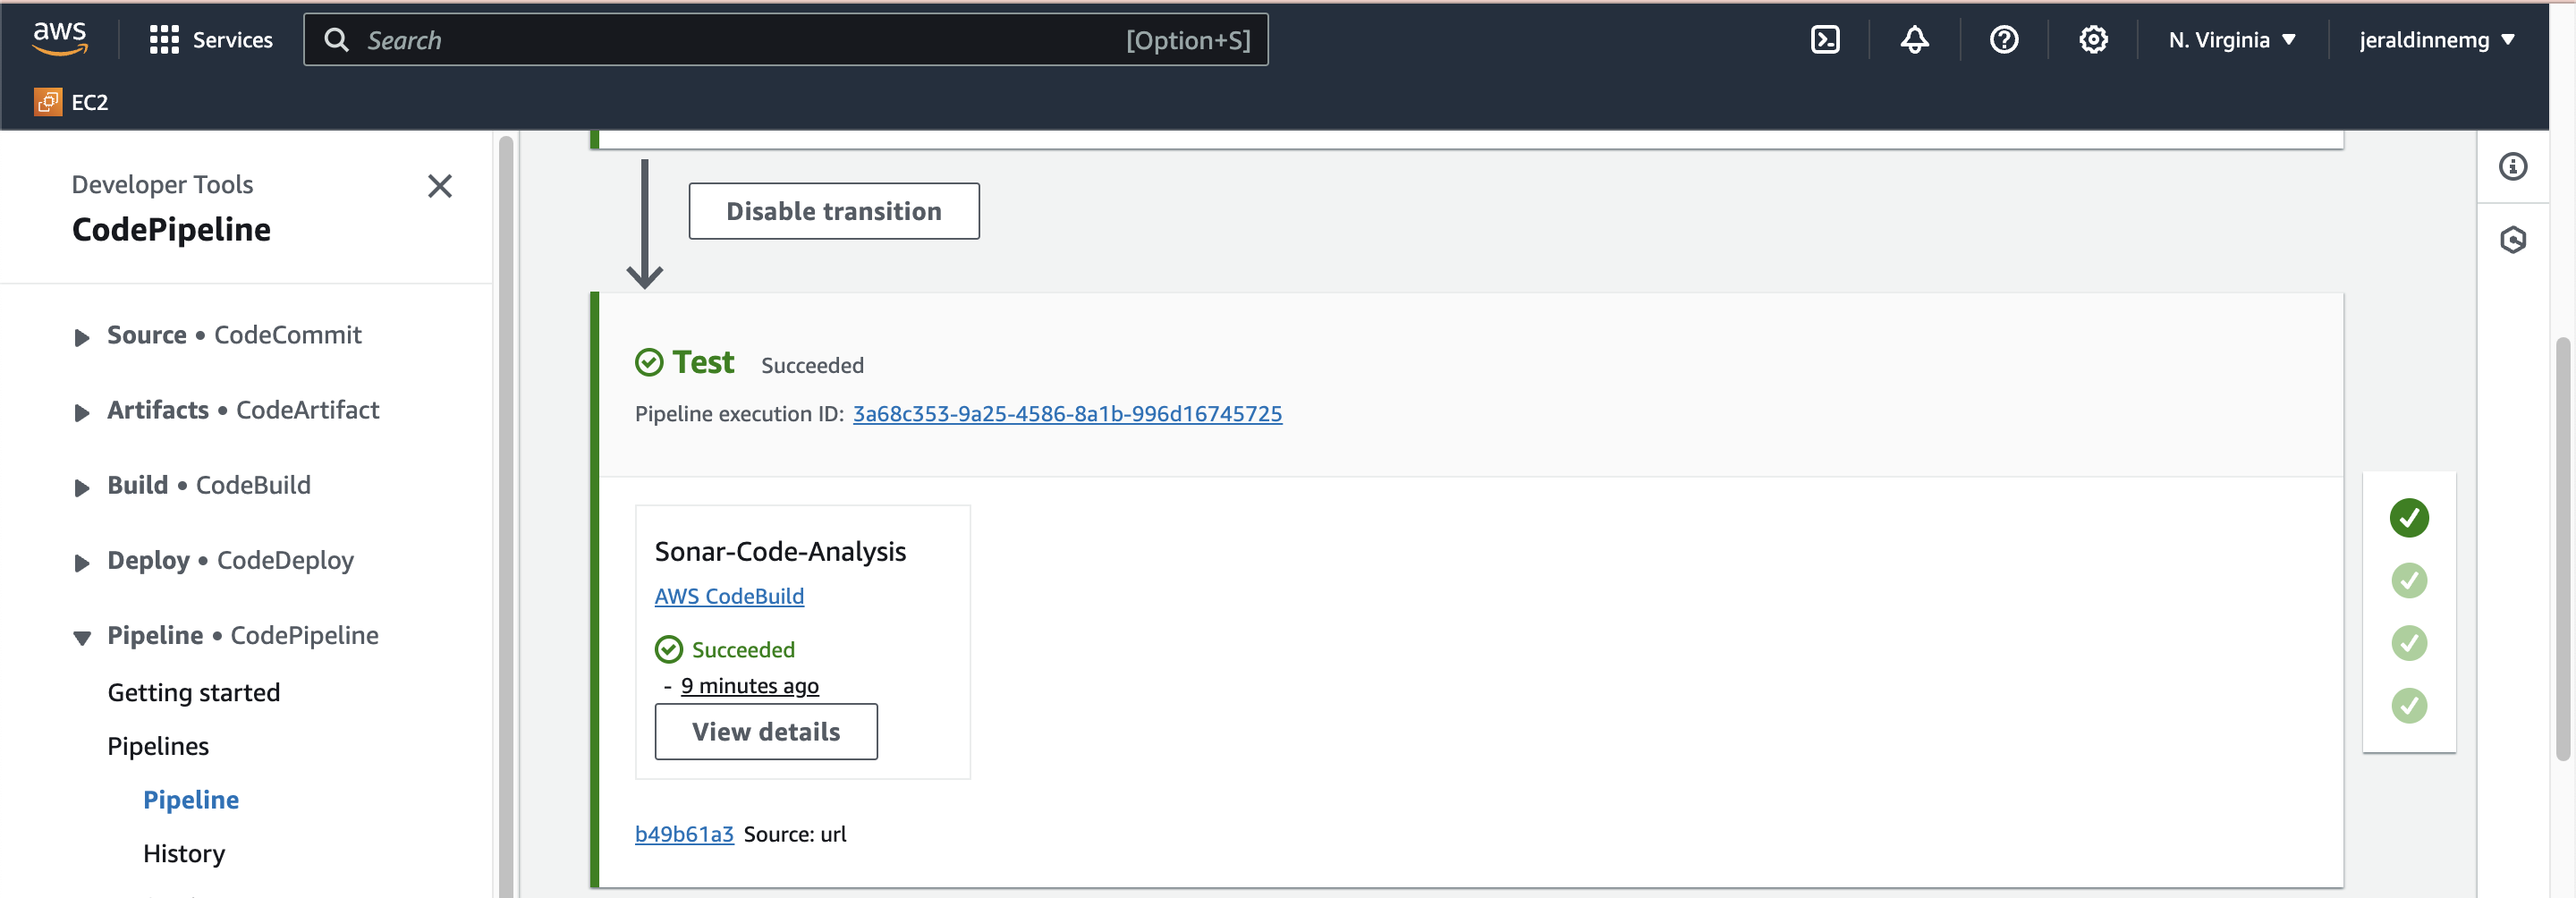 aws
Services
Search
[Option+S]
N. Virginia
jeraldinnemg
EC2
Developer Tools
CodePipeline
Source • CodeCommit
Artifacts • CodeArtifact
Build • CodeBuild
Deploy • CodeDeploy
Pipeline • CodePipeline
Getting started
Pipelines
Pipeline
History
Disable transition
Test Succeeded
Pipeline execution ID: 3a68c353-9a25-4586-8a1b-996d16745725
Sonar-Code-Analysis
AWS CodeBuild
Succeeded
- 9 minutes ago
View details
b49b61a3 Source: url